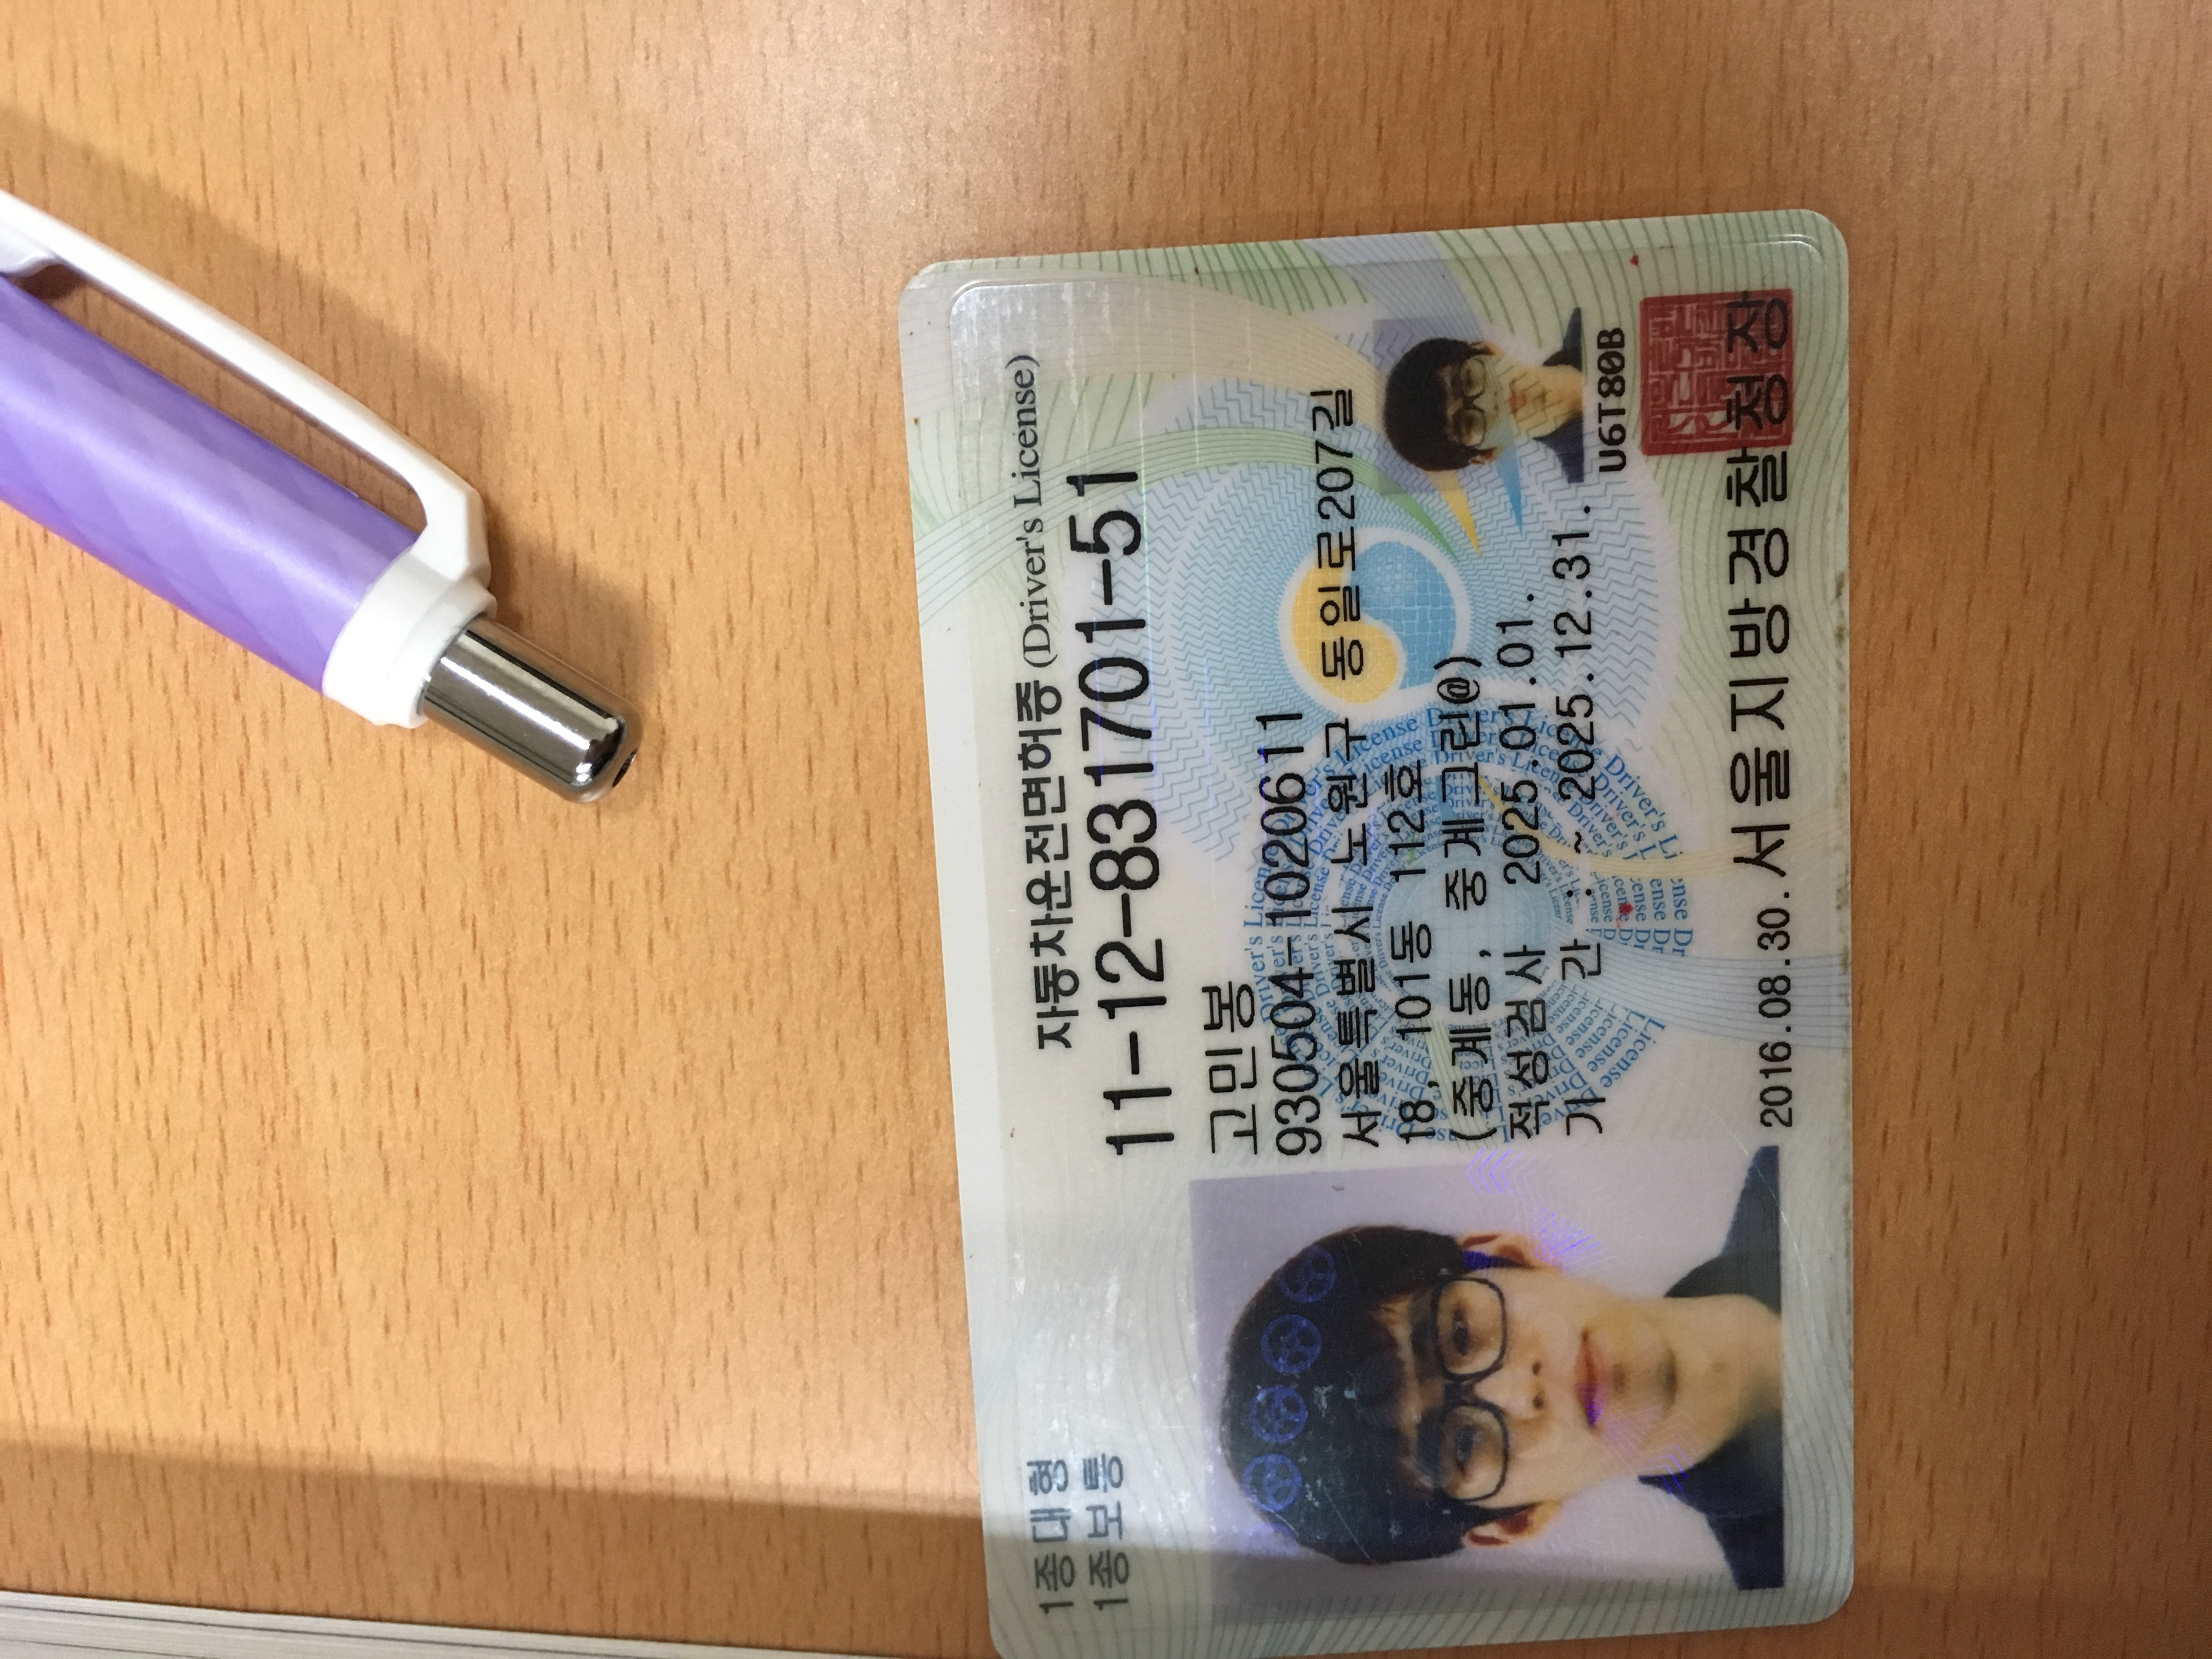 1종대형
1종보통
자동차운전면허증 (Driver's License)
11-12-831701-51
고민봉
930504-1020611
서울특별시 노원구 동일로207길
18, 101동 112호
(중계동, 중계그린@)
적성검사 2025.01.01.
기 간 : ~ 2025.12.31.
U6T80B
2016.08.30. 서울지방경찰청장